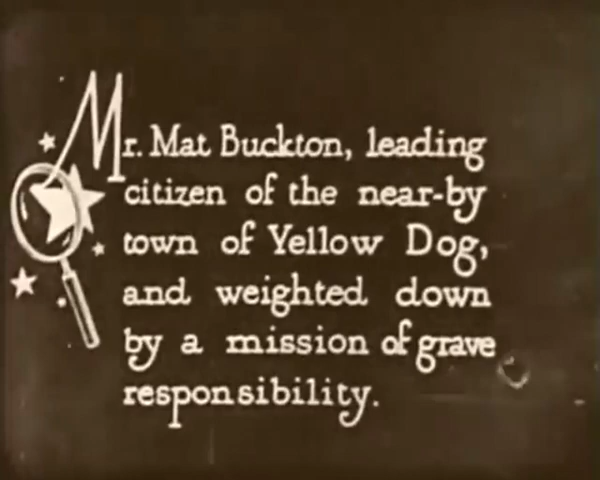 Mr. Mat Buckton, leading
citizen of the near-by
town of Yellow Dog,
and weighted down
by a mission of grave
responsibility.